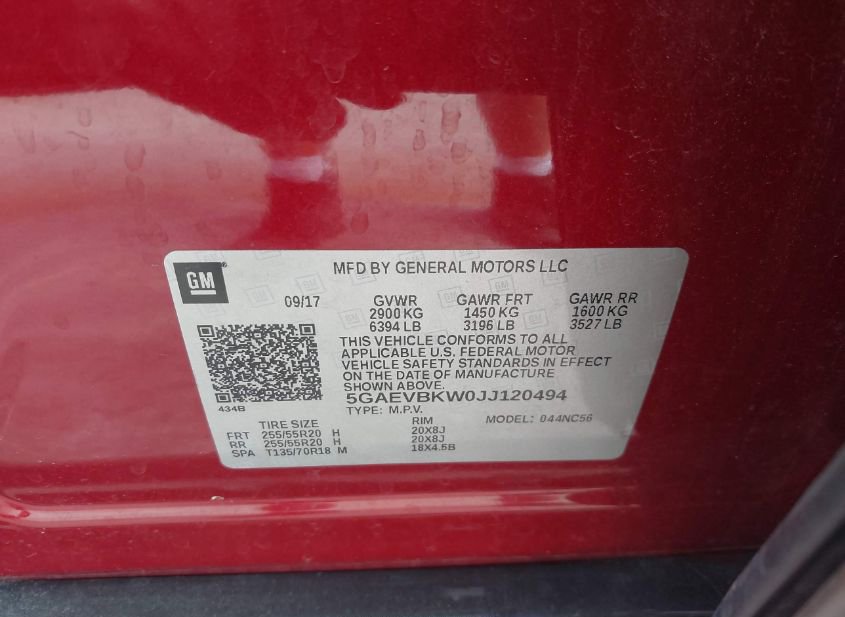 GM
MFD BY GENERAL MOTORS LLC
09/17 GVWR GAWR FRT GAWR RR
2900 KG 1450 KG 1600 KG
6394 LB 3196 LB 3527 LB
THIS VEHICLE CONFORMS TO ALL
APPLICABLE U.S. FEDERAL MOTOR
VEHICLE SAFETY STANDARDS IN EFFECT
ON THE DATE OF MANUFACTURE
SHOWN ABOVE.
434B
5GAEVBKW0JJ120494
TYPE: M.P.V. MODEL: 044NC56
TIRE SIZE RIM
FRT 255/55R20 H 20X8J
RR 255/55R20 H 20X8J
SPA T135/70R18 M 18X4.5B